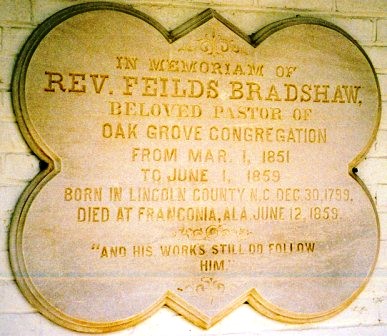 IN MEMORIAM OF
REV. FEILDS BRADSHAW,
BELOVED PASTOR OF
OAK GROVE CONGREGATION
FROM MAR. 1, 1851
TO JUNE 1, 1859
BORN IN LINCOLN COUNTY N.C. DEC. 30, 1799.
DIED AT FRANCONIA, ALA. JUNE 12, 1859.
"AND HIS WORKS STILL DO FOLLOW
HIM."